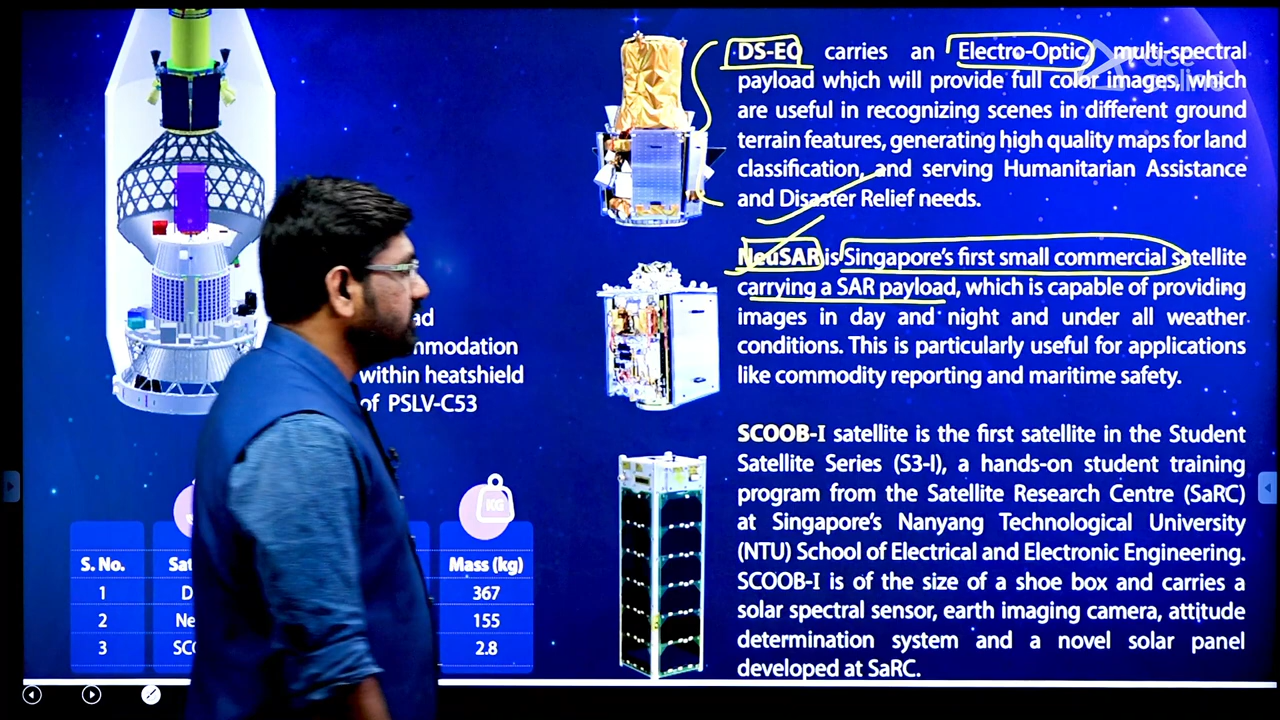 DS-EO carries an Electro-Optic, multi-spectral
payload which will provide full color images, which
are useful in recognizing scenes in different ground
terrain features, generating high quality maps for land
classification, and serving Humanitarian Assistance
and Disaster Relief needs.
NeuSAR is Singapore's first small commercial satellite
carrying a SAR payload, which is capable of providing
images in day and night and under all weather
conditions. This is particularly useful for applications
like commodity reporting and maritime safety.
SCOOB-I satellite is the first satellite in the Student
Satellite Series (S3-I), a hands-on student training
program from the Satellite Research Centre (SaRC)
at Singapore's Nanyang Technological University
(NTU) School of Electrical and Electronic Engineering.
SCOOB-I is of the size of a shoe box and carries a
solar spectral sensor, earth imaging camera, attitude
determination system and a novel solar panel
developed at SaRC.
within heatshield
of PSLV-C53
KG
S. No. Mass (kg)
1 367
2 155
3 2.8